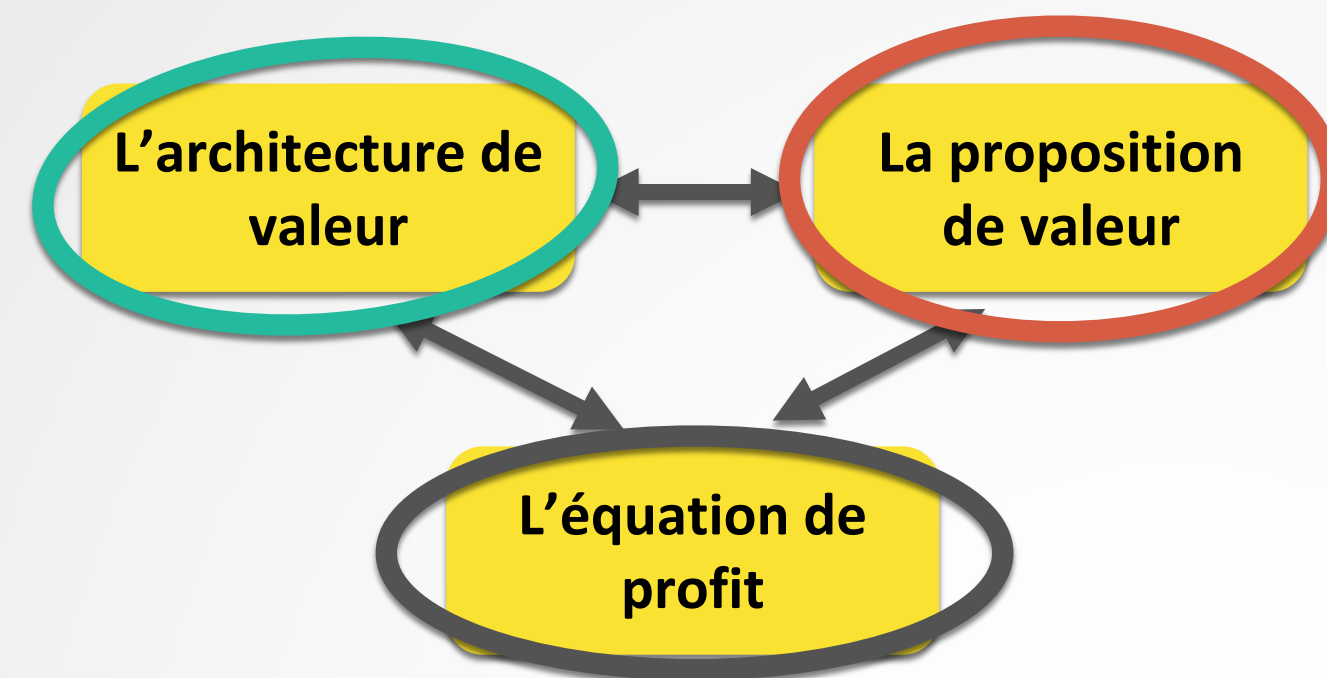 L’architecture de
valeur
La proposition
de valeur
L’équation de
profit